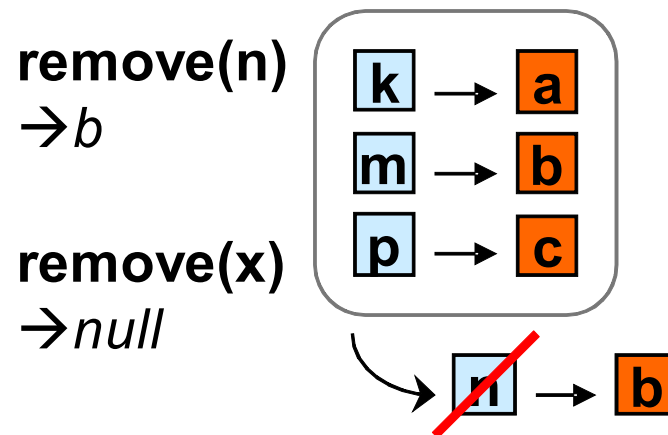 remove(n)
→b
remove(x)
→null
k → a
m → b
p → c
n → b